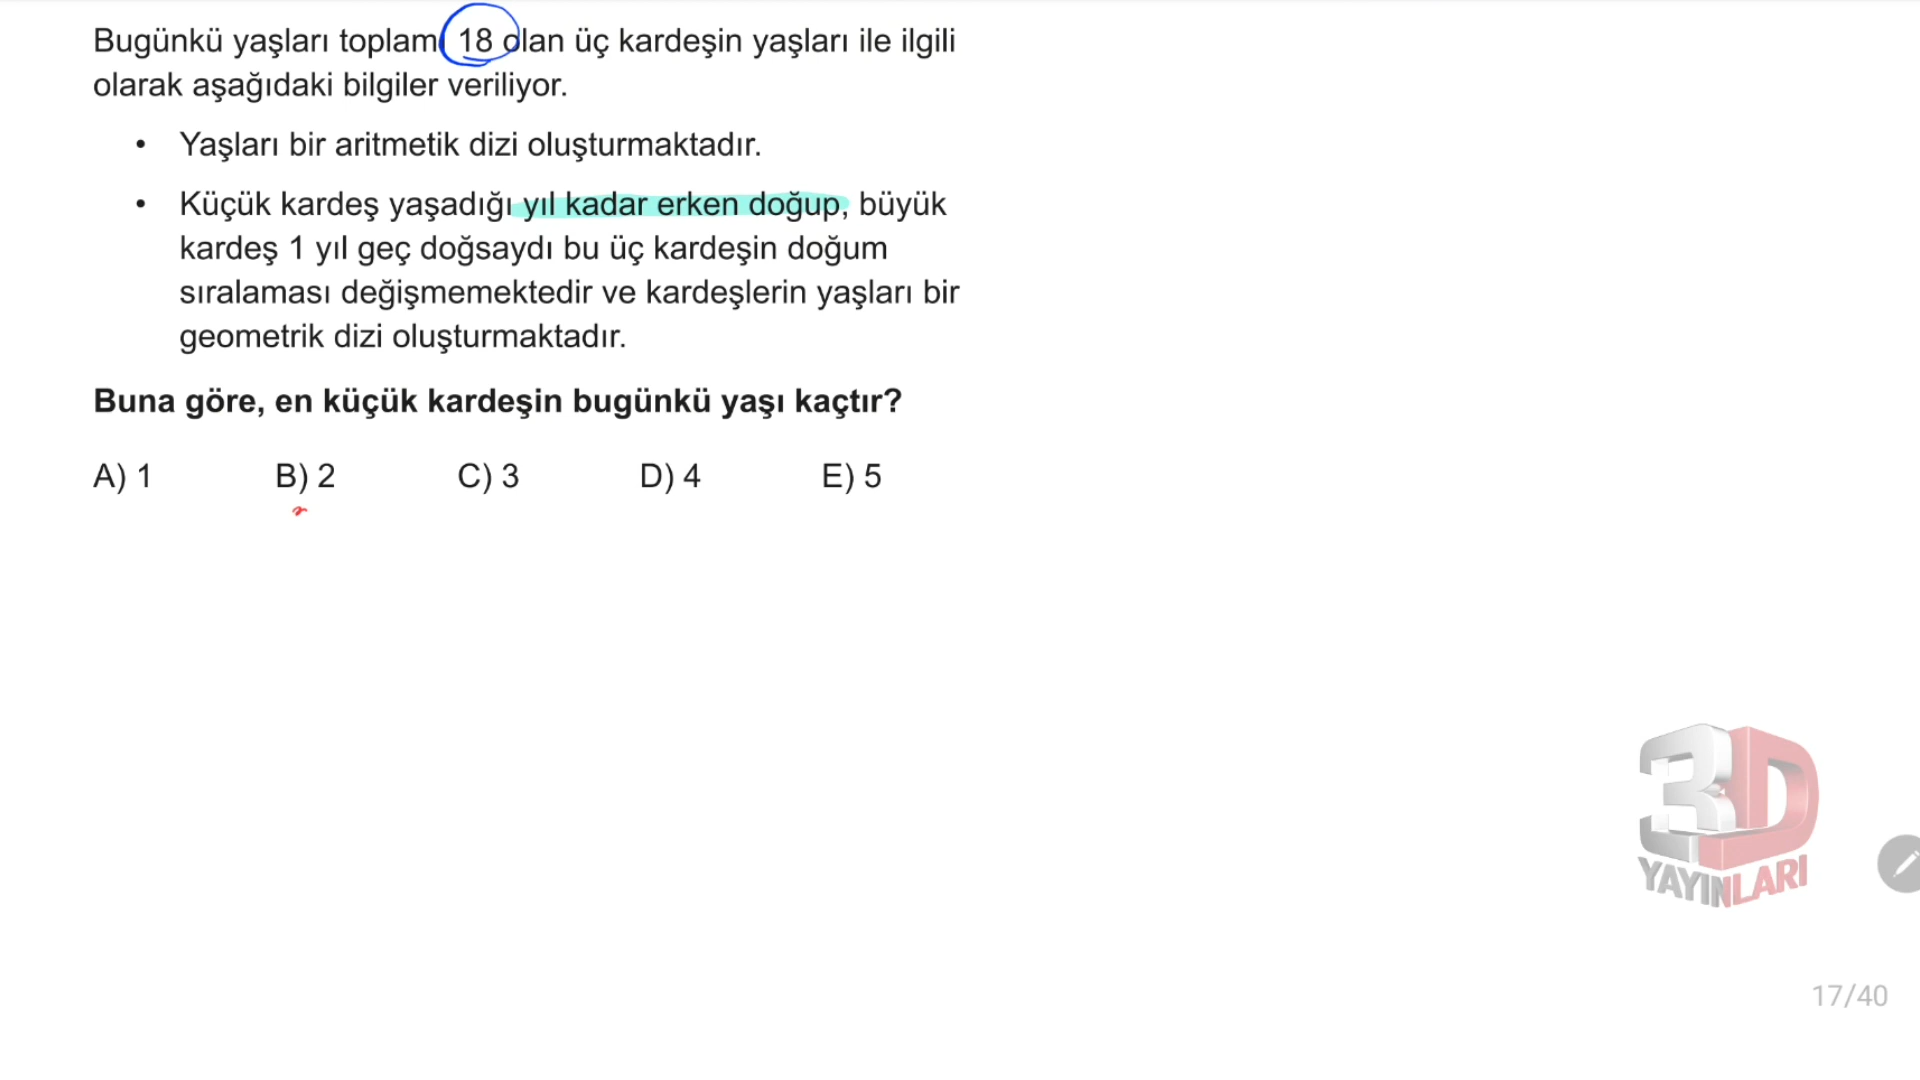 Bugünkü yaşları toplamı 18 olan üç kardeşin yaşları ile ilgili
olarak aşağıdaki bilgiler veriliyor.
• Yaşları bir aritmetik dizi oluşturmaktadır.
• Küçük kardeş yaşadığı yıl kadar erken doğup, büyük
kardeş 1 yıl geç doğsaydı bu üç kardeşin doğum
sıralaması değişmemektedir ve kardeşlerin yaşları bir
geometrik dizi oluşturmaktadır.
Buna göre, en küçük kardeşin bugünkü yaşı kaçtır?
A) 1 B) 2 C) 3 D) 4 E) 5
3D
YAYINLARI
17/40